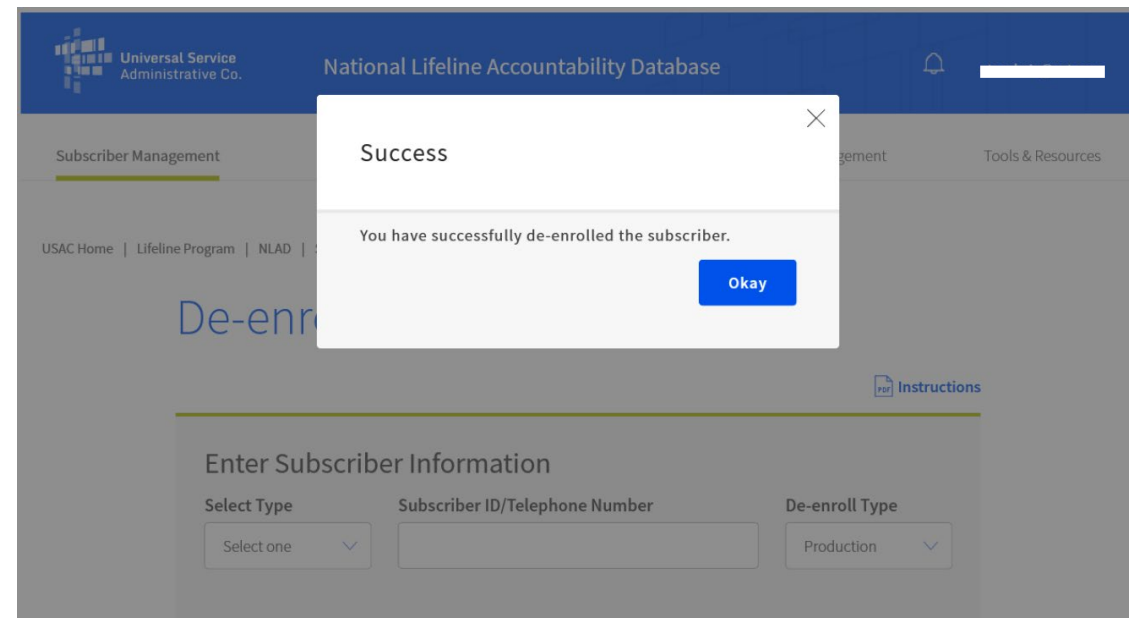 Universal Service
Administrative Co.
National Lifeline Accountability Database
Success
Subscriber Management
gement
Tools & Resources
You have successfully de-enrolled the subscriber.
USAC Home | Lifeline Program | NLAD |
Okay
De-enr
PDF Instructions
Enter Subscriber Information
Select Type
Subscriber ID/Telephone Number
De-enroll Type
Select one
Production